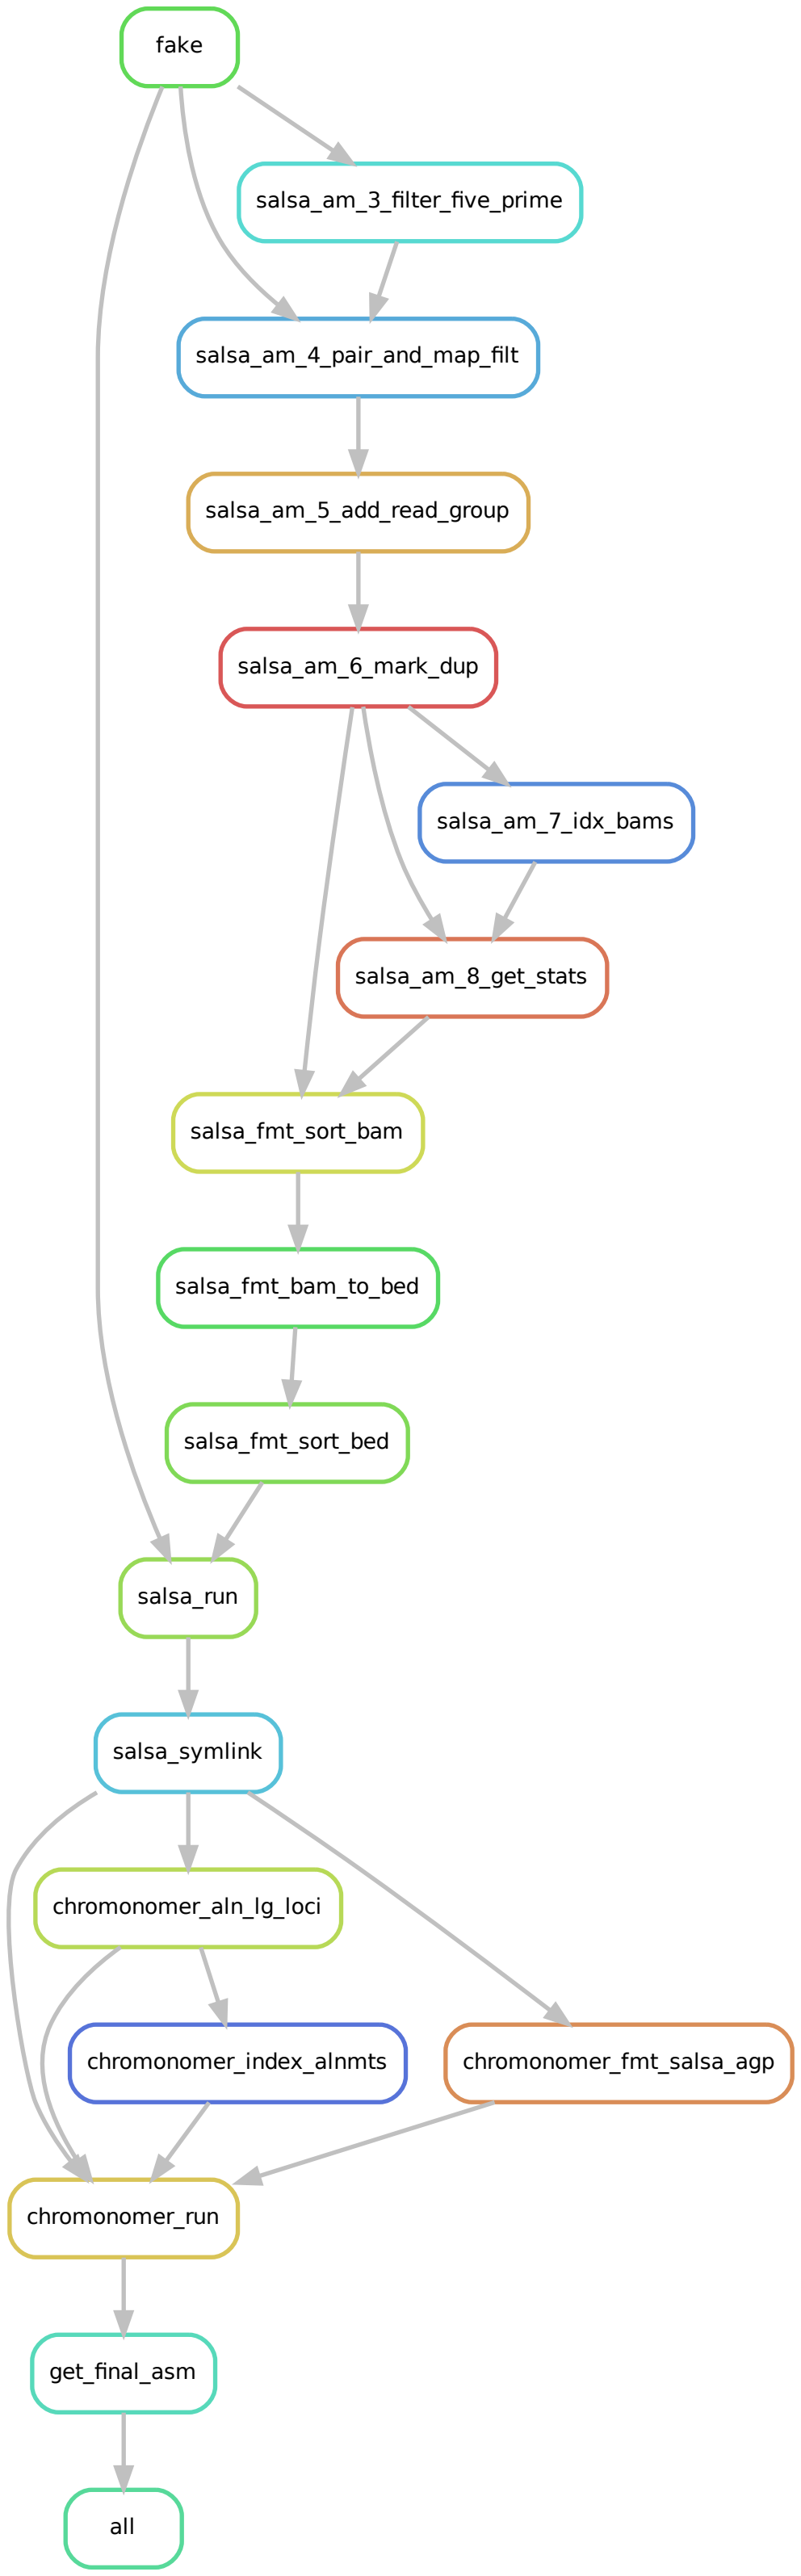 fake
salsa_am_3_filter_five_prime
salsa_am_4_pair_and_map_filt
salsa_am_5_add_read_group
salsa_am_6_mark_dup
salsa_am_7_idx_bams
salsa_am_8_get_stats
salsa_fmt_sort_bam
salsa_fmt_bam_to_bed
salsa_fmt_sort_bed
salsa_run
salsa_symlink
chromonomer_aln_lg_loci
chromonomer_index_alnmts
chromonomer_fmt_salsa_agp
chromonomer_run
get_final_asm
all